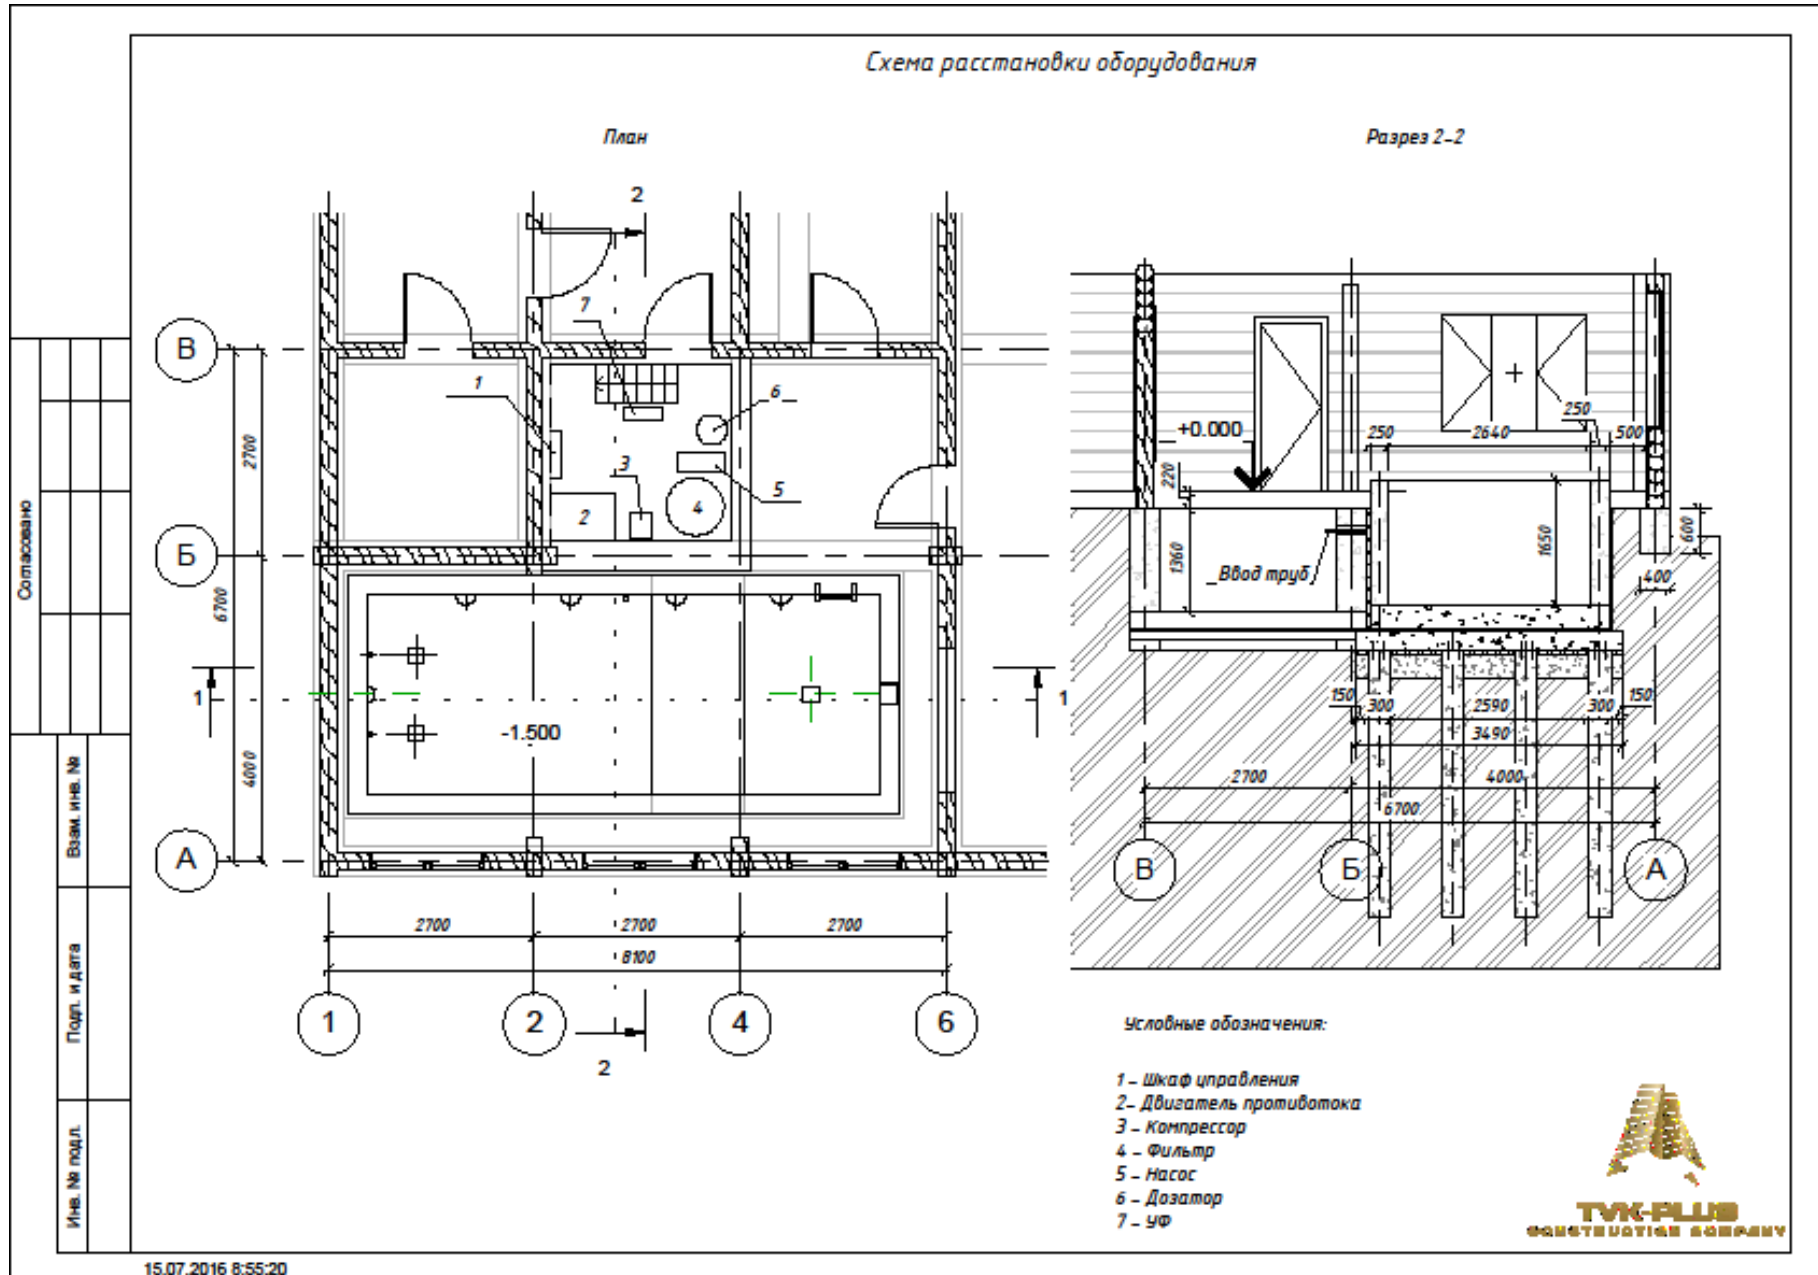 Схема расстановки оборудования
План
Разрез 2-2
2
7
1
6
3
5
4
2
В
Б
А
2700
6700
4000
1
1
-1.500
2700
2700
2700
8100
1
2
4
6
2
+0.000
250
250
2640
500
220
1360
1650
600
400
Ввод труб
150
300
2590
300
150
3490
2700
4000
6700
В
Б
А
Условные обозначения:
1 - Шкаф управления
2- Двигатель противотока
3 - Компрессор
4 - Фильтр
5 - Насос
6 - Дозатор
7 - УФ
TVK-PLUS
CONSTRUCTION COMPANY
Согласовано
Взам. инв. №
Подп. и дата
Инв. № подл.
15.07.2016 8:55:20